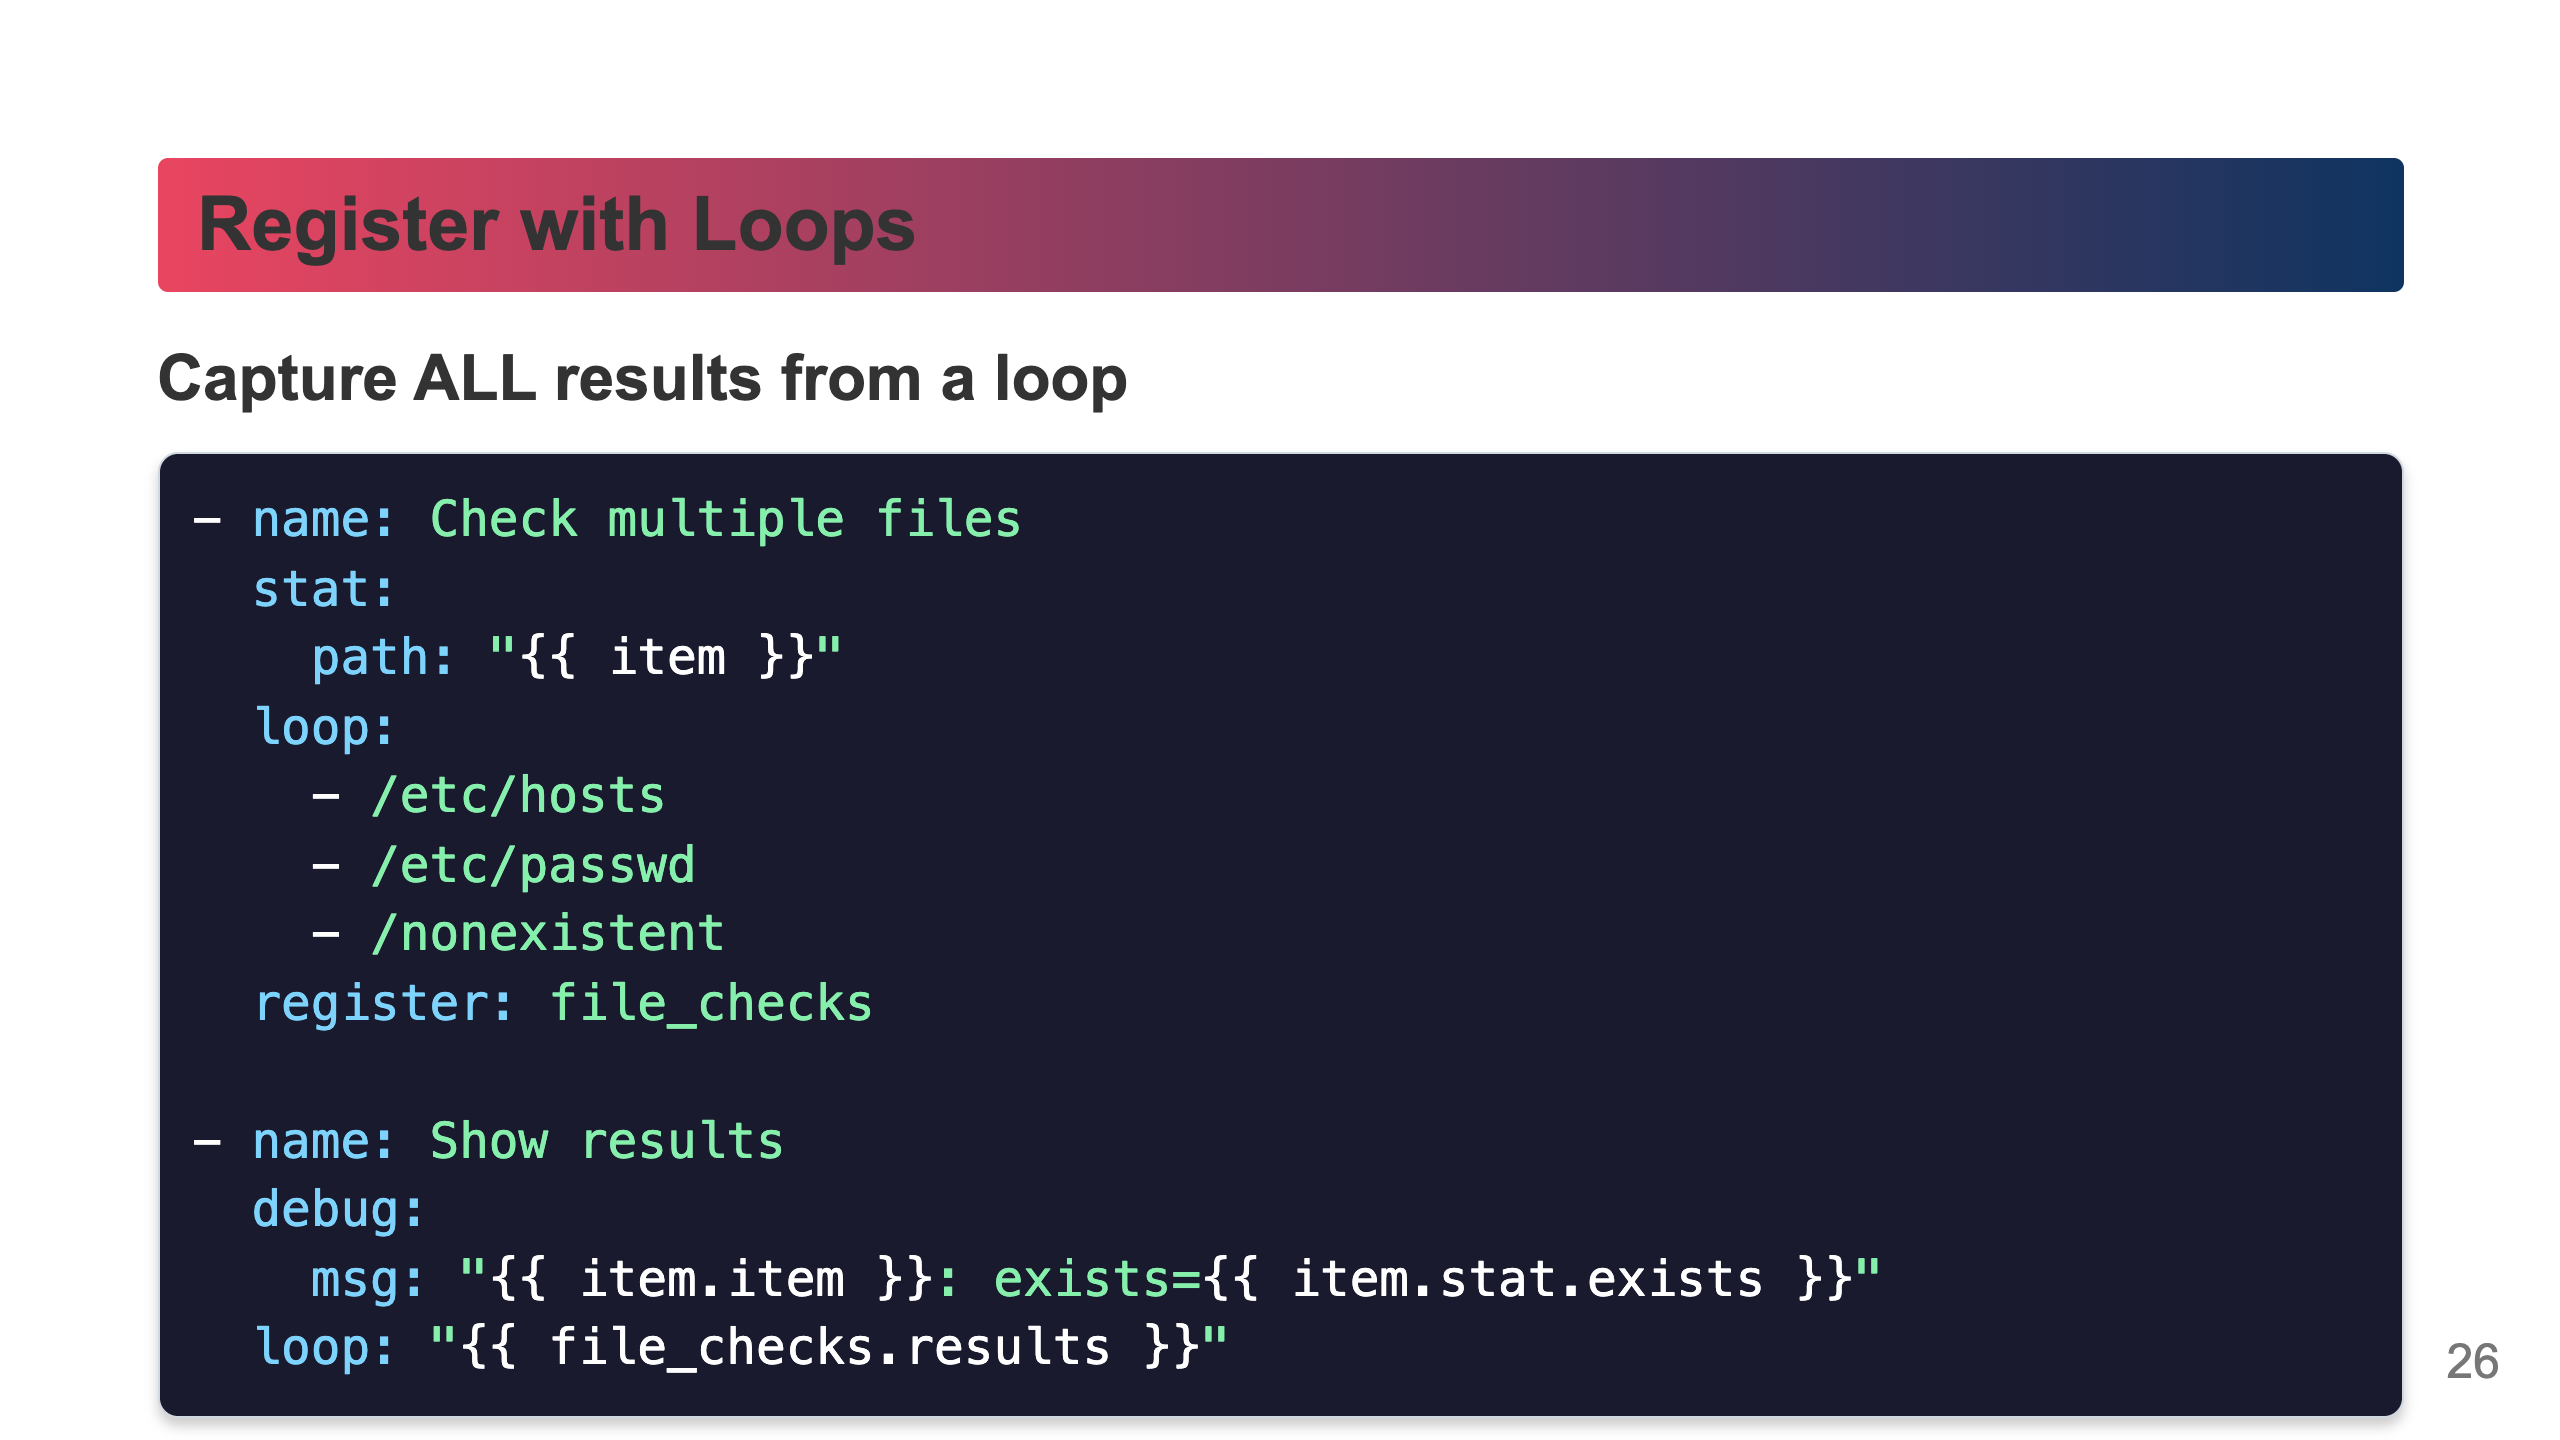 Register with Loops
Capture ALL results from a loop
- name: Check multiple files
  stat:
    path: "{{ item }}"
  loop:
    - /etc/hosts
    - /etc/passwd
    - /nonexistent
  register: file_checks

- name: Show results
  debug:
    msg: "{{ item.item }}: exists={{ item.stat.exists }}"
  loop: "{{ file_checks.results }}"
26